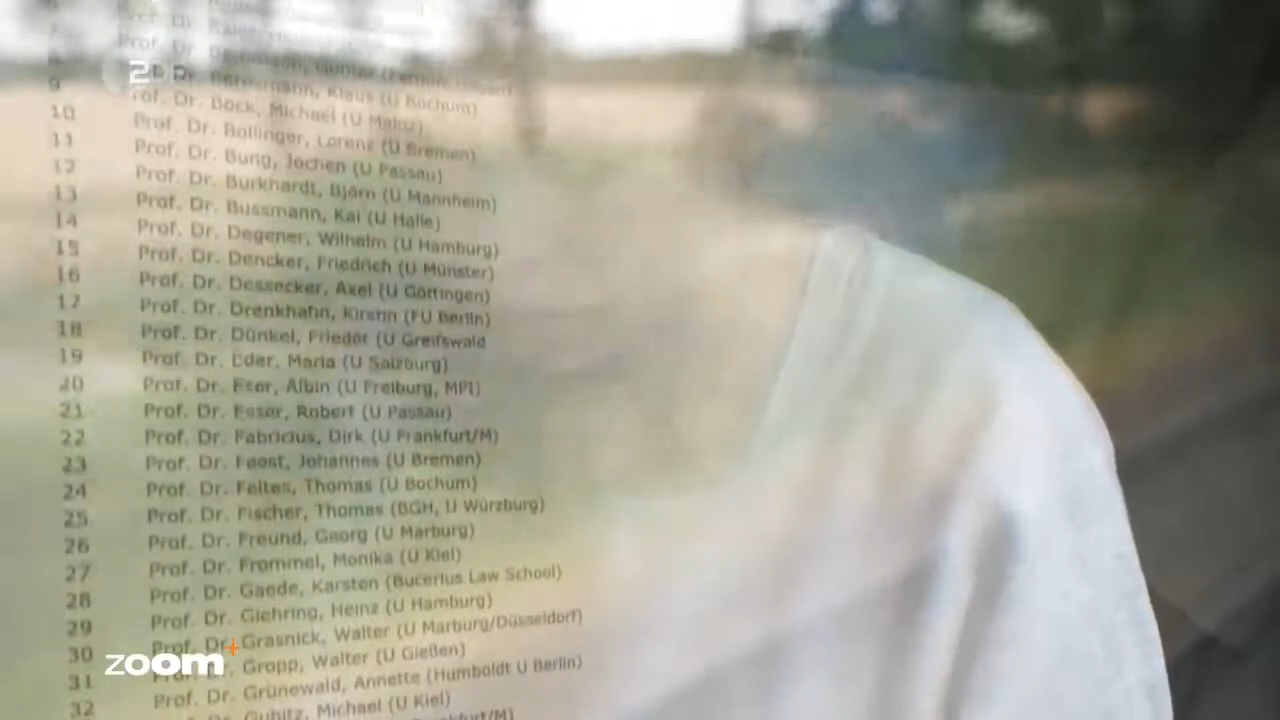 9 Prof. Dr. Bock, Michael (U Mainz)
10 Prof. Dr. Bollinger, Lorenz (U Bremen)
11 Prof. Dr. Bung, Jochen (U Passau)
12 Prof. Dr. Burkhardt, Björn (U Mannheim)
13 Prof. Dr. Bussmann, Kai (U Halle)
14 Prof. Dr. Degener, Wilhelm (U Hamburg)
15 Prof. Dr. Dencker, Friedrich (U Münster)
16 Prof. Dr. Dessecker, Axel (U Göttingen)
17 Prof. Dr. Drenkhahn, Kirstin (FU Berlin)
18 Prof. Dr. Dünkel, Frieder (U Greifswald
19 Prof. Dr. Eder, Maria (U Salzburg)
20 Prof. Dr. Eser, Albin (U Freiburg, MPI)
21 Prof. Dr. Esser, Robert (U Passau)
22 Prof. Dr. Fabricius, Dirk (U Frankfurt/M)
23 Prof. Dr. Feest, Johannes (U Bremen)
24 Prof. Dr. Feltes, Thomas (U Bochum)
25 Prof. Dr. Fischer, Thomas (BGH, U Würzburg)
26 Prof. Dr. Freund, Georg (U Marburg)
27 Prof. Dr. Frommel, Monika (U Kiel)
28 Prof. Dr. Gaede, Karsten (Bucerius Law School)
29 Prof. Dr. Giehring, Heinz (U Hamburg)
30 Prof. Dr. Grasnick, Walter (U Marburg/Düsseldorf)
31 Prof. Dr. Gropp, Walter (U Gießen)
32 Prof. Dr. Grünewald, Annette (Humboldt U Berlin)
Dr. Gubitz, Michael (U Kiel)
zoom+